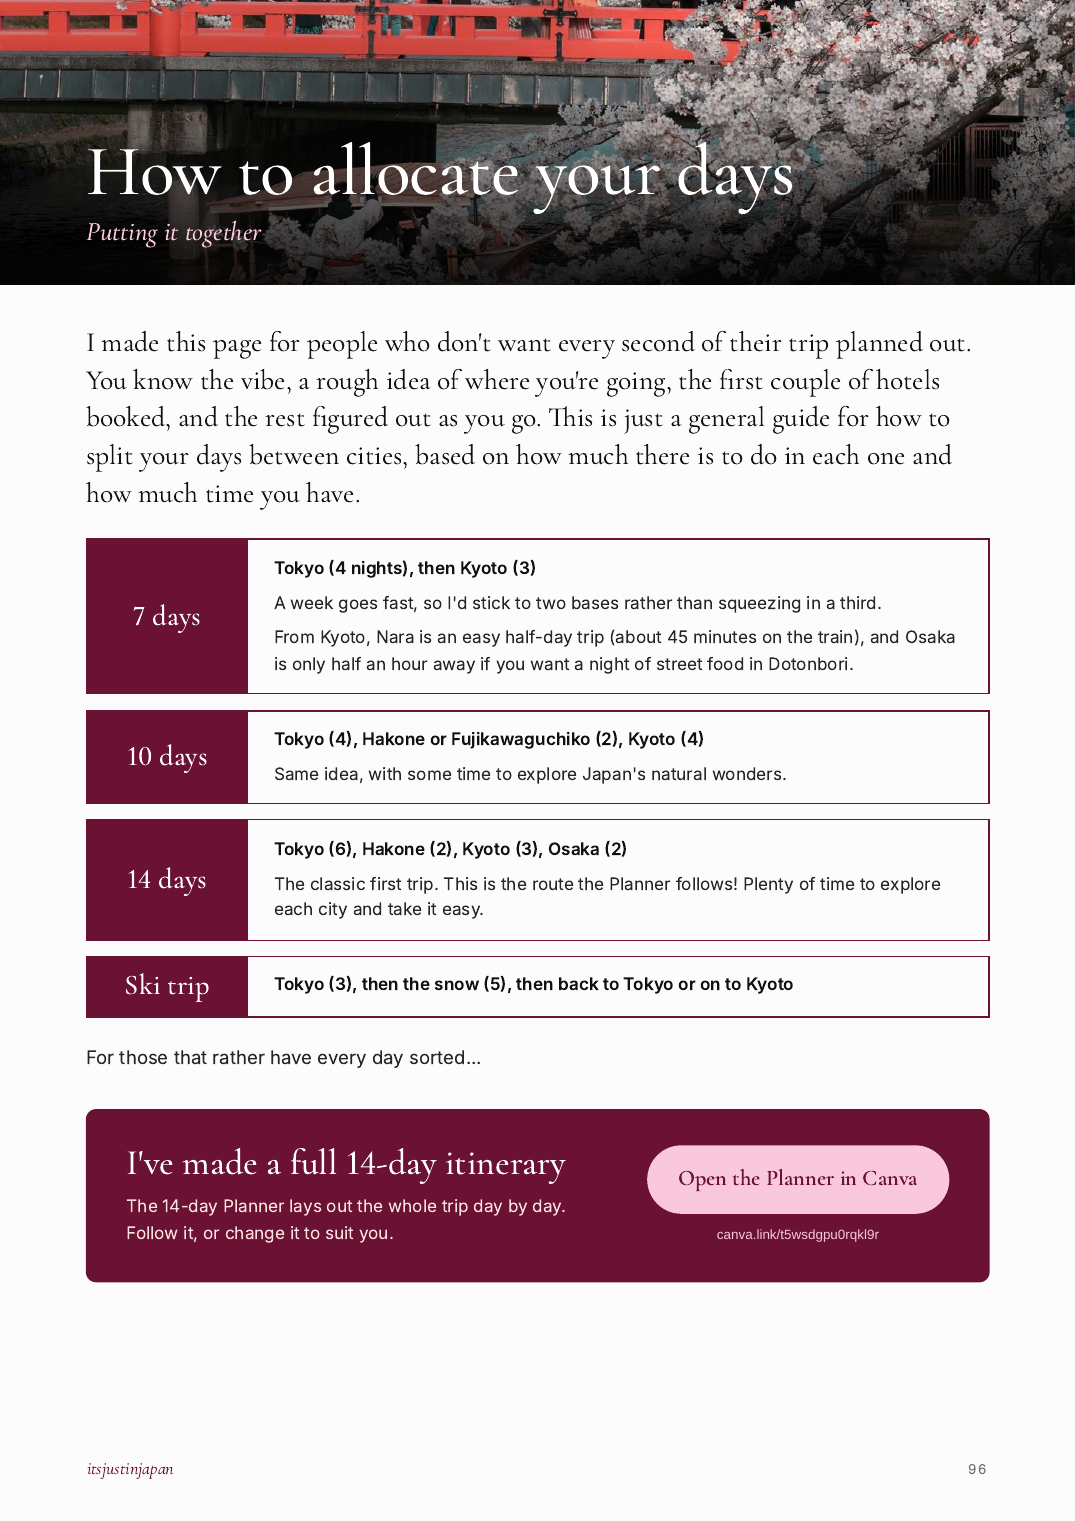 How to allocate your days
Putting it together
I made this page for people who don't want every second of their trip planned out.
You know the vibe, a rough idea of where you're going, the first couple of hotels
booked, and the rest figured out as you go. This is just a general guide for how to
split your days between cities, based on how much there is to do in each one and
how much time you have.
7 days
Tokyo (4 nights), then Kyoto (3)
A week goes fast, so I'd stick to two bases rather than squeezing in a third.
From Kyoto, Nara is an easy half-day trip (about 45 minutes on the train), and Osaka
is only half an hour away if you want a night of street food in Dotonbori.
10 days
Tokyo (4), Hakone or Fujikawaguchiko (2), Kyoto (4)
Same idea, with some time to explore Japan's natural wonders.
14 days
Tokyo (6), Hakone (2), Kyoto (3), Osaka (2)
The classic first trip. This is the route the Planner follows! Plenty of time to explore
each city and take it easy.
Ski trip
Tokyo (3), then the snow (5), then back to Tokyo or on to Kyoto
For those that rather have every day sorted...
I've made a full 14-day itinerary
The 14-day Planner lays out the whole trip day by day.
Follow it, or change it to suit you.
Open the Planner in Canva
canva.link/t5wsdgpu0rqkl9r
itsjustinjapan
96